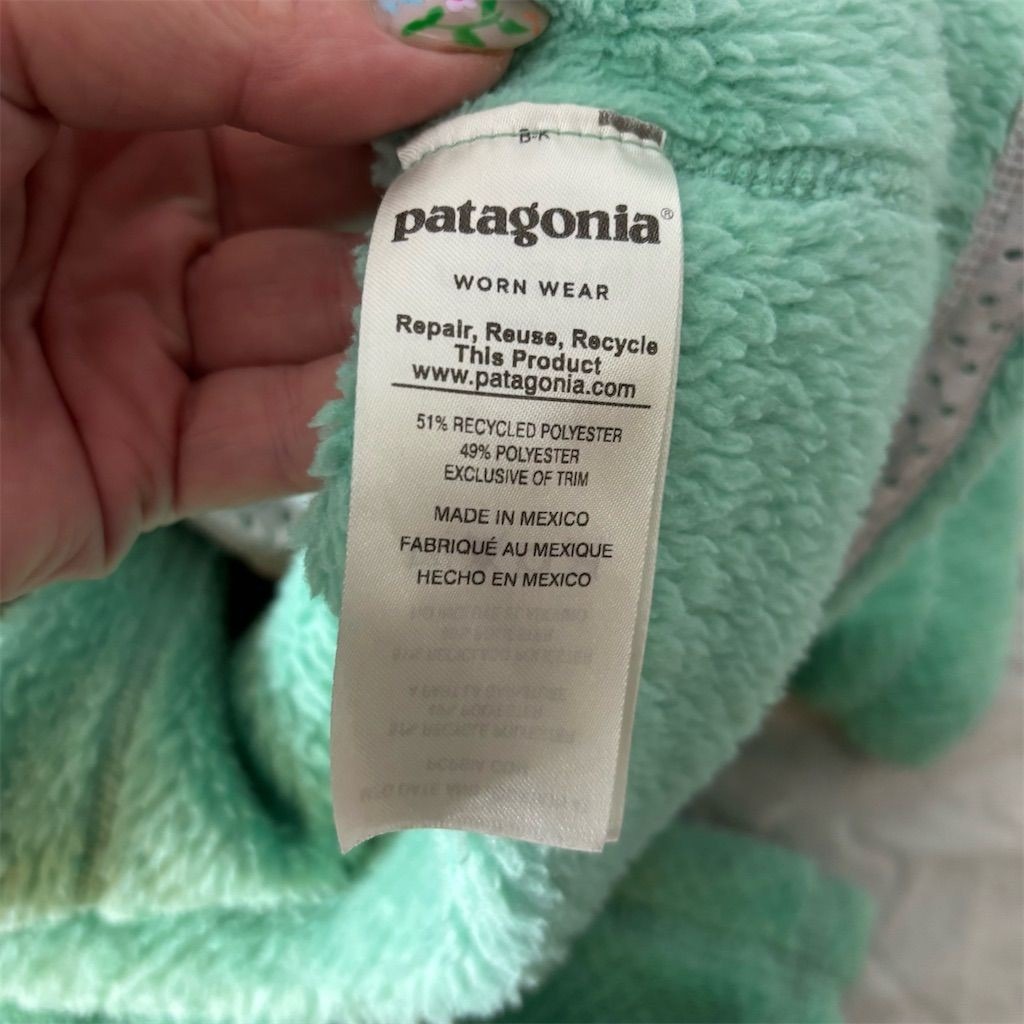 B-K
patagonia®
WORN WEAR
Repair, Reuse, Recycle
This Product
www.patagonia.com
51% RECYCLED POLYESTER
49% POLYESTER
EXCLUSIVE OF TRIM
MADE IN MEXICO
FABRIQUÉ AU MEXIQUE
HECHO EN MEXICO